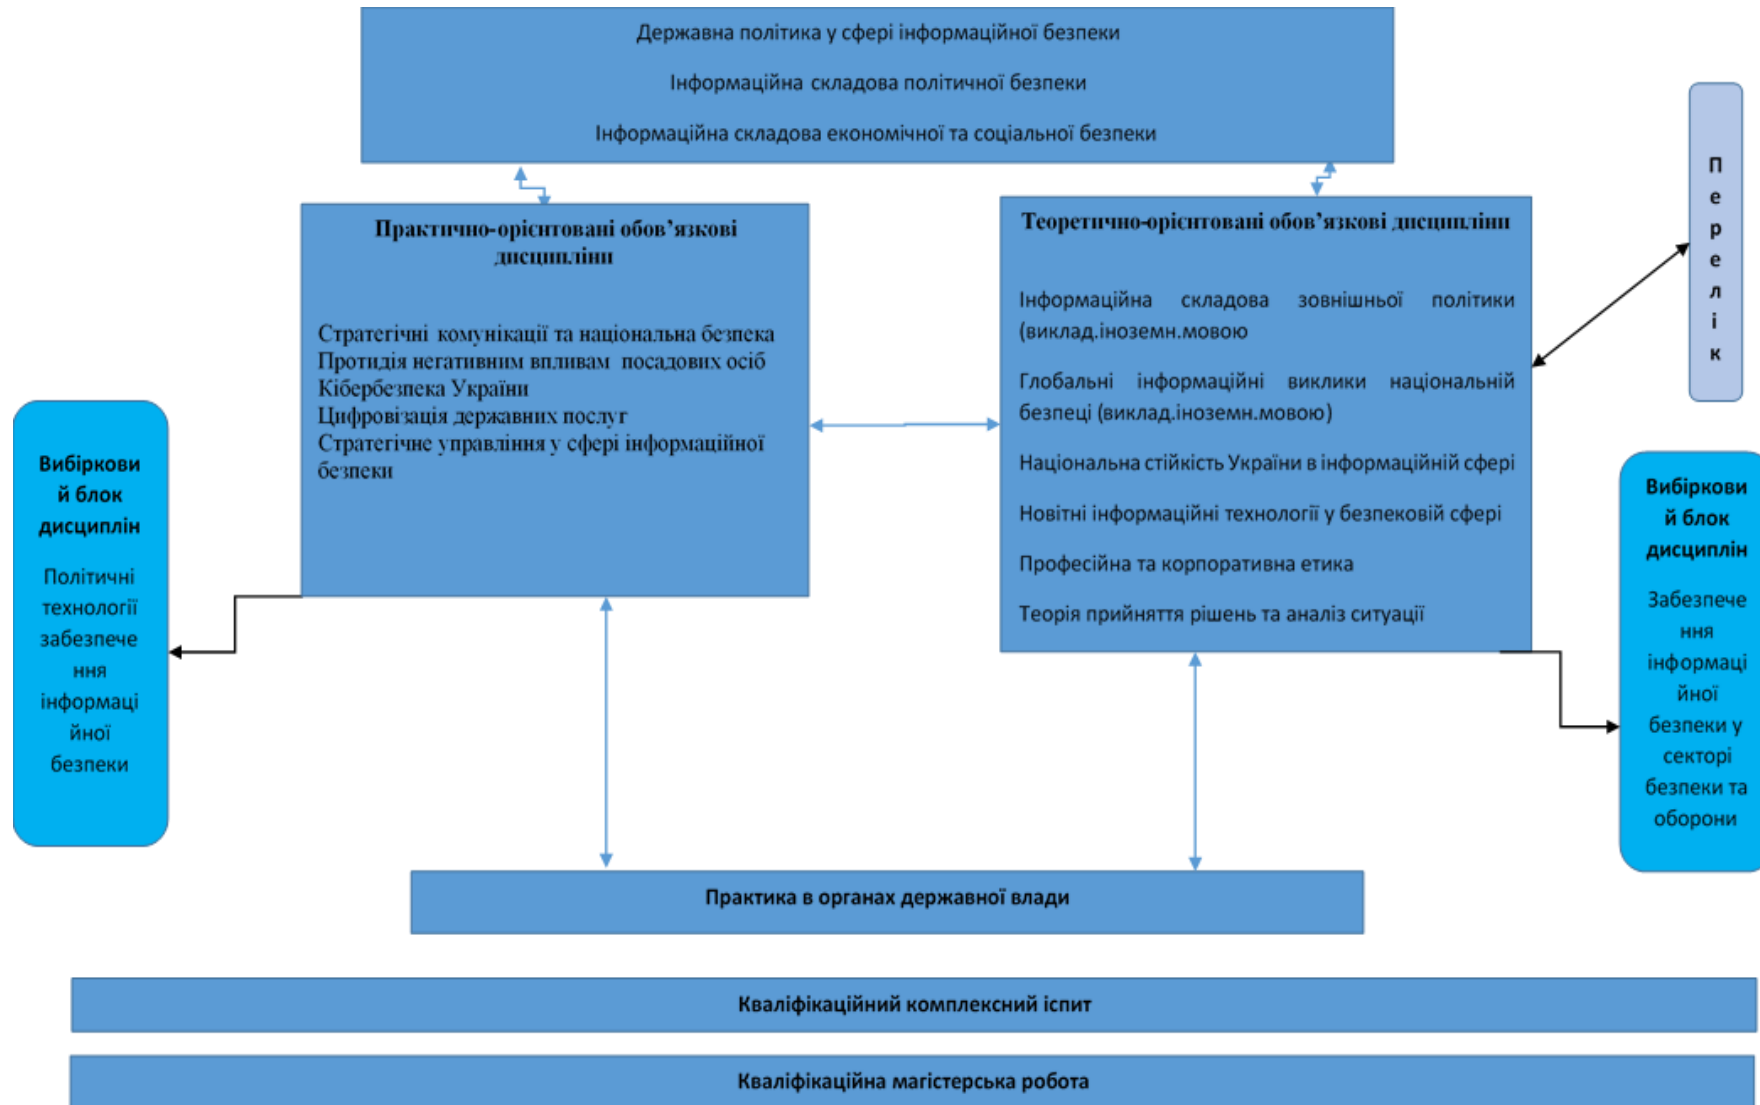 Державна політика у сфері інформаційної безпеки
Інформаційна складова політичної безпеки
Інформаційна складова економічної та соціальної безпеки
Практично-орієнтовані обов’язкові
дисципліни
Стратегічні комунікації та національна безпека
Протидія негативним впливам посадових осіб
Кібербезпека України
Цифровізація державних послуг
Стратегічне управління у сфері інформаційної
безпеки
Теоретично-орієнтовані обов’язкові дисципліни
Інформаційна складова зовнішньої політики
(виклад.іноземн.мовою
Глобальні інформаційні виклики національній
безпеці (виклад.іноземн.мовою)
Національна стійкість України в інформаційній сфері
Новітні інформаційні технології у безпековій сфері
Професійна та корпоративна етика
Теорія прийняття рішень та аналіз ситуації
П
е
р
е
л
і
к
Вибіркови
й блок
дисциплін
Політичні
технології
забезпече
ння
інформаці
йної
безпеки
Вибіркови
й блок
дисциплін
Забезпече
ння
інформаці
йної
безпеки у
секторі
безпеки та
оборони
Практика в органах державної влади
Кваліфікаційний комплексний іспит
Кваліфікаційна магістерська робота